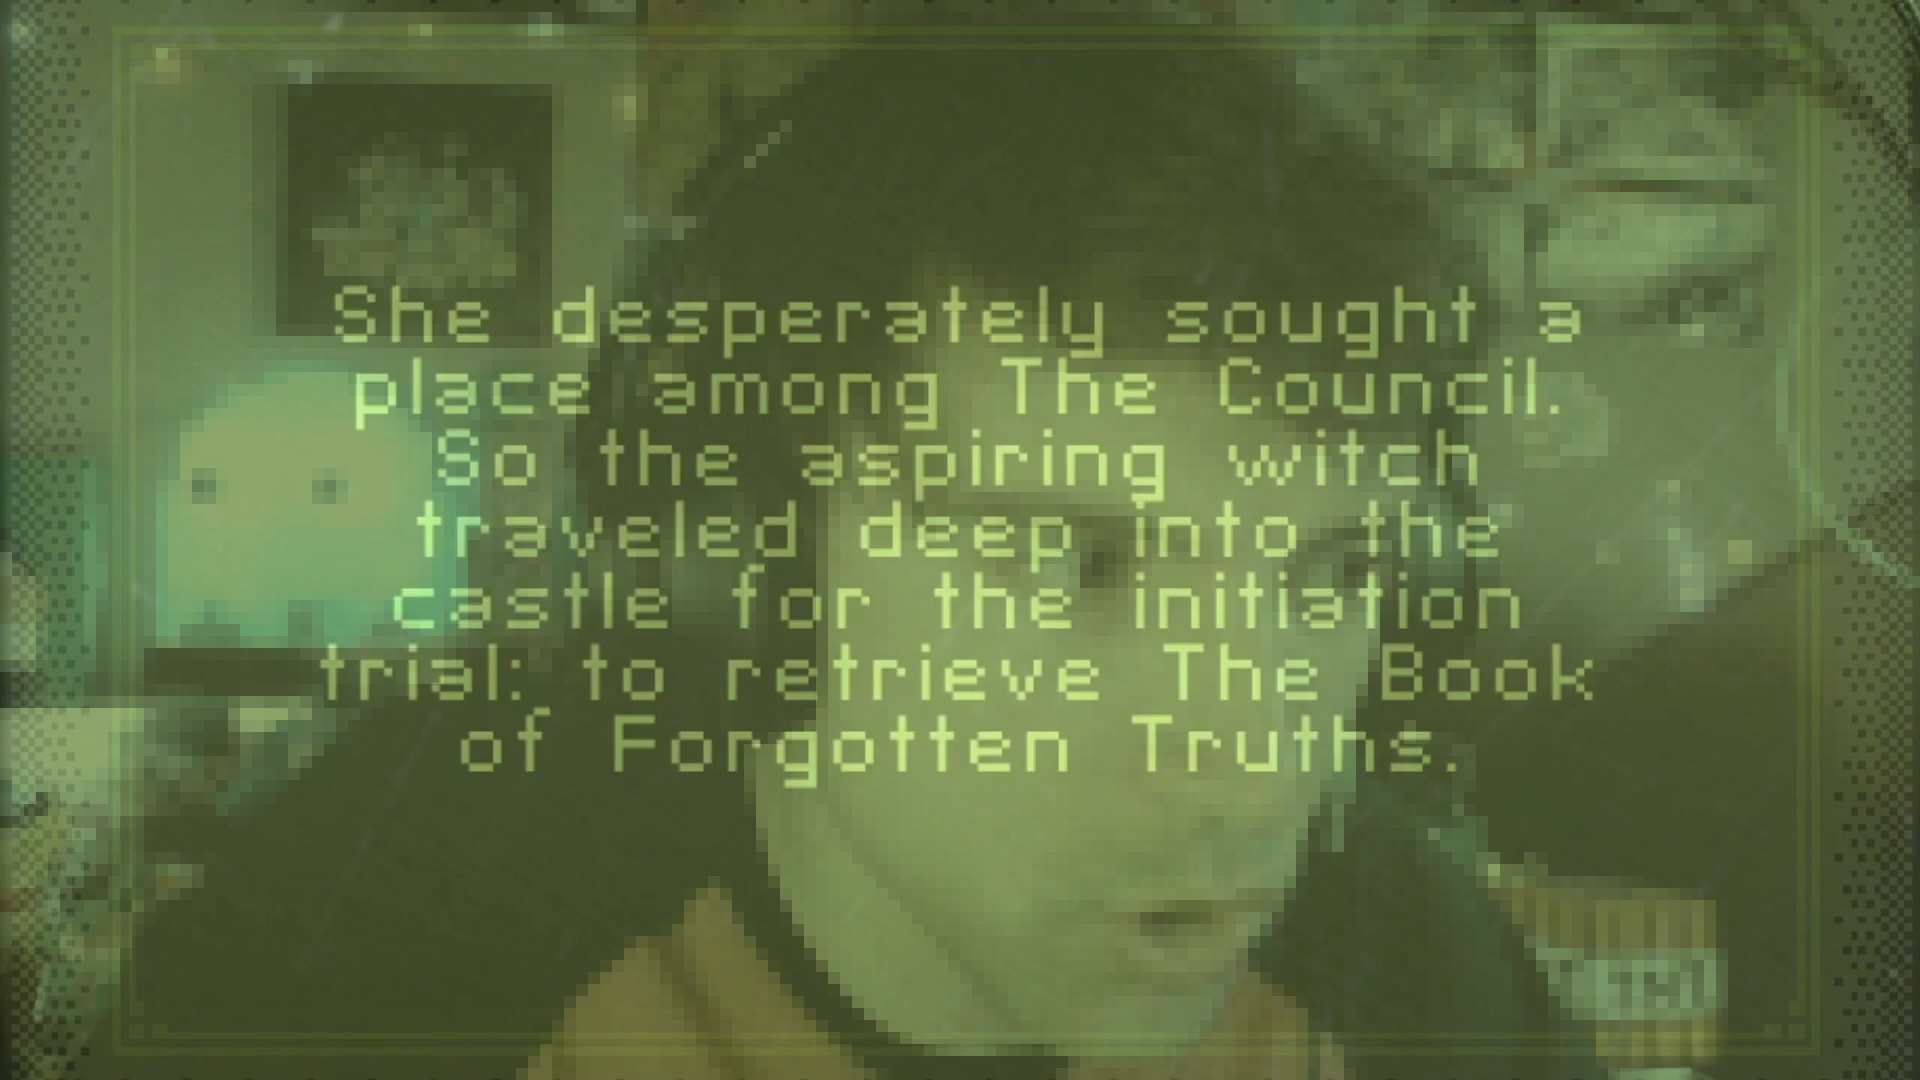 She desperately sought a
place among The Council.
So the aspiring witch
traveled deep into the
castle for the initiation
trial: to retrieve The Book
of Forgotten Truths.